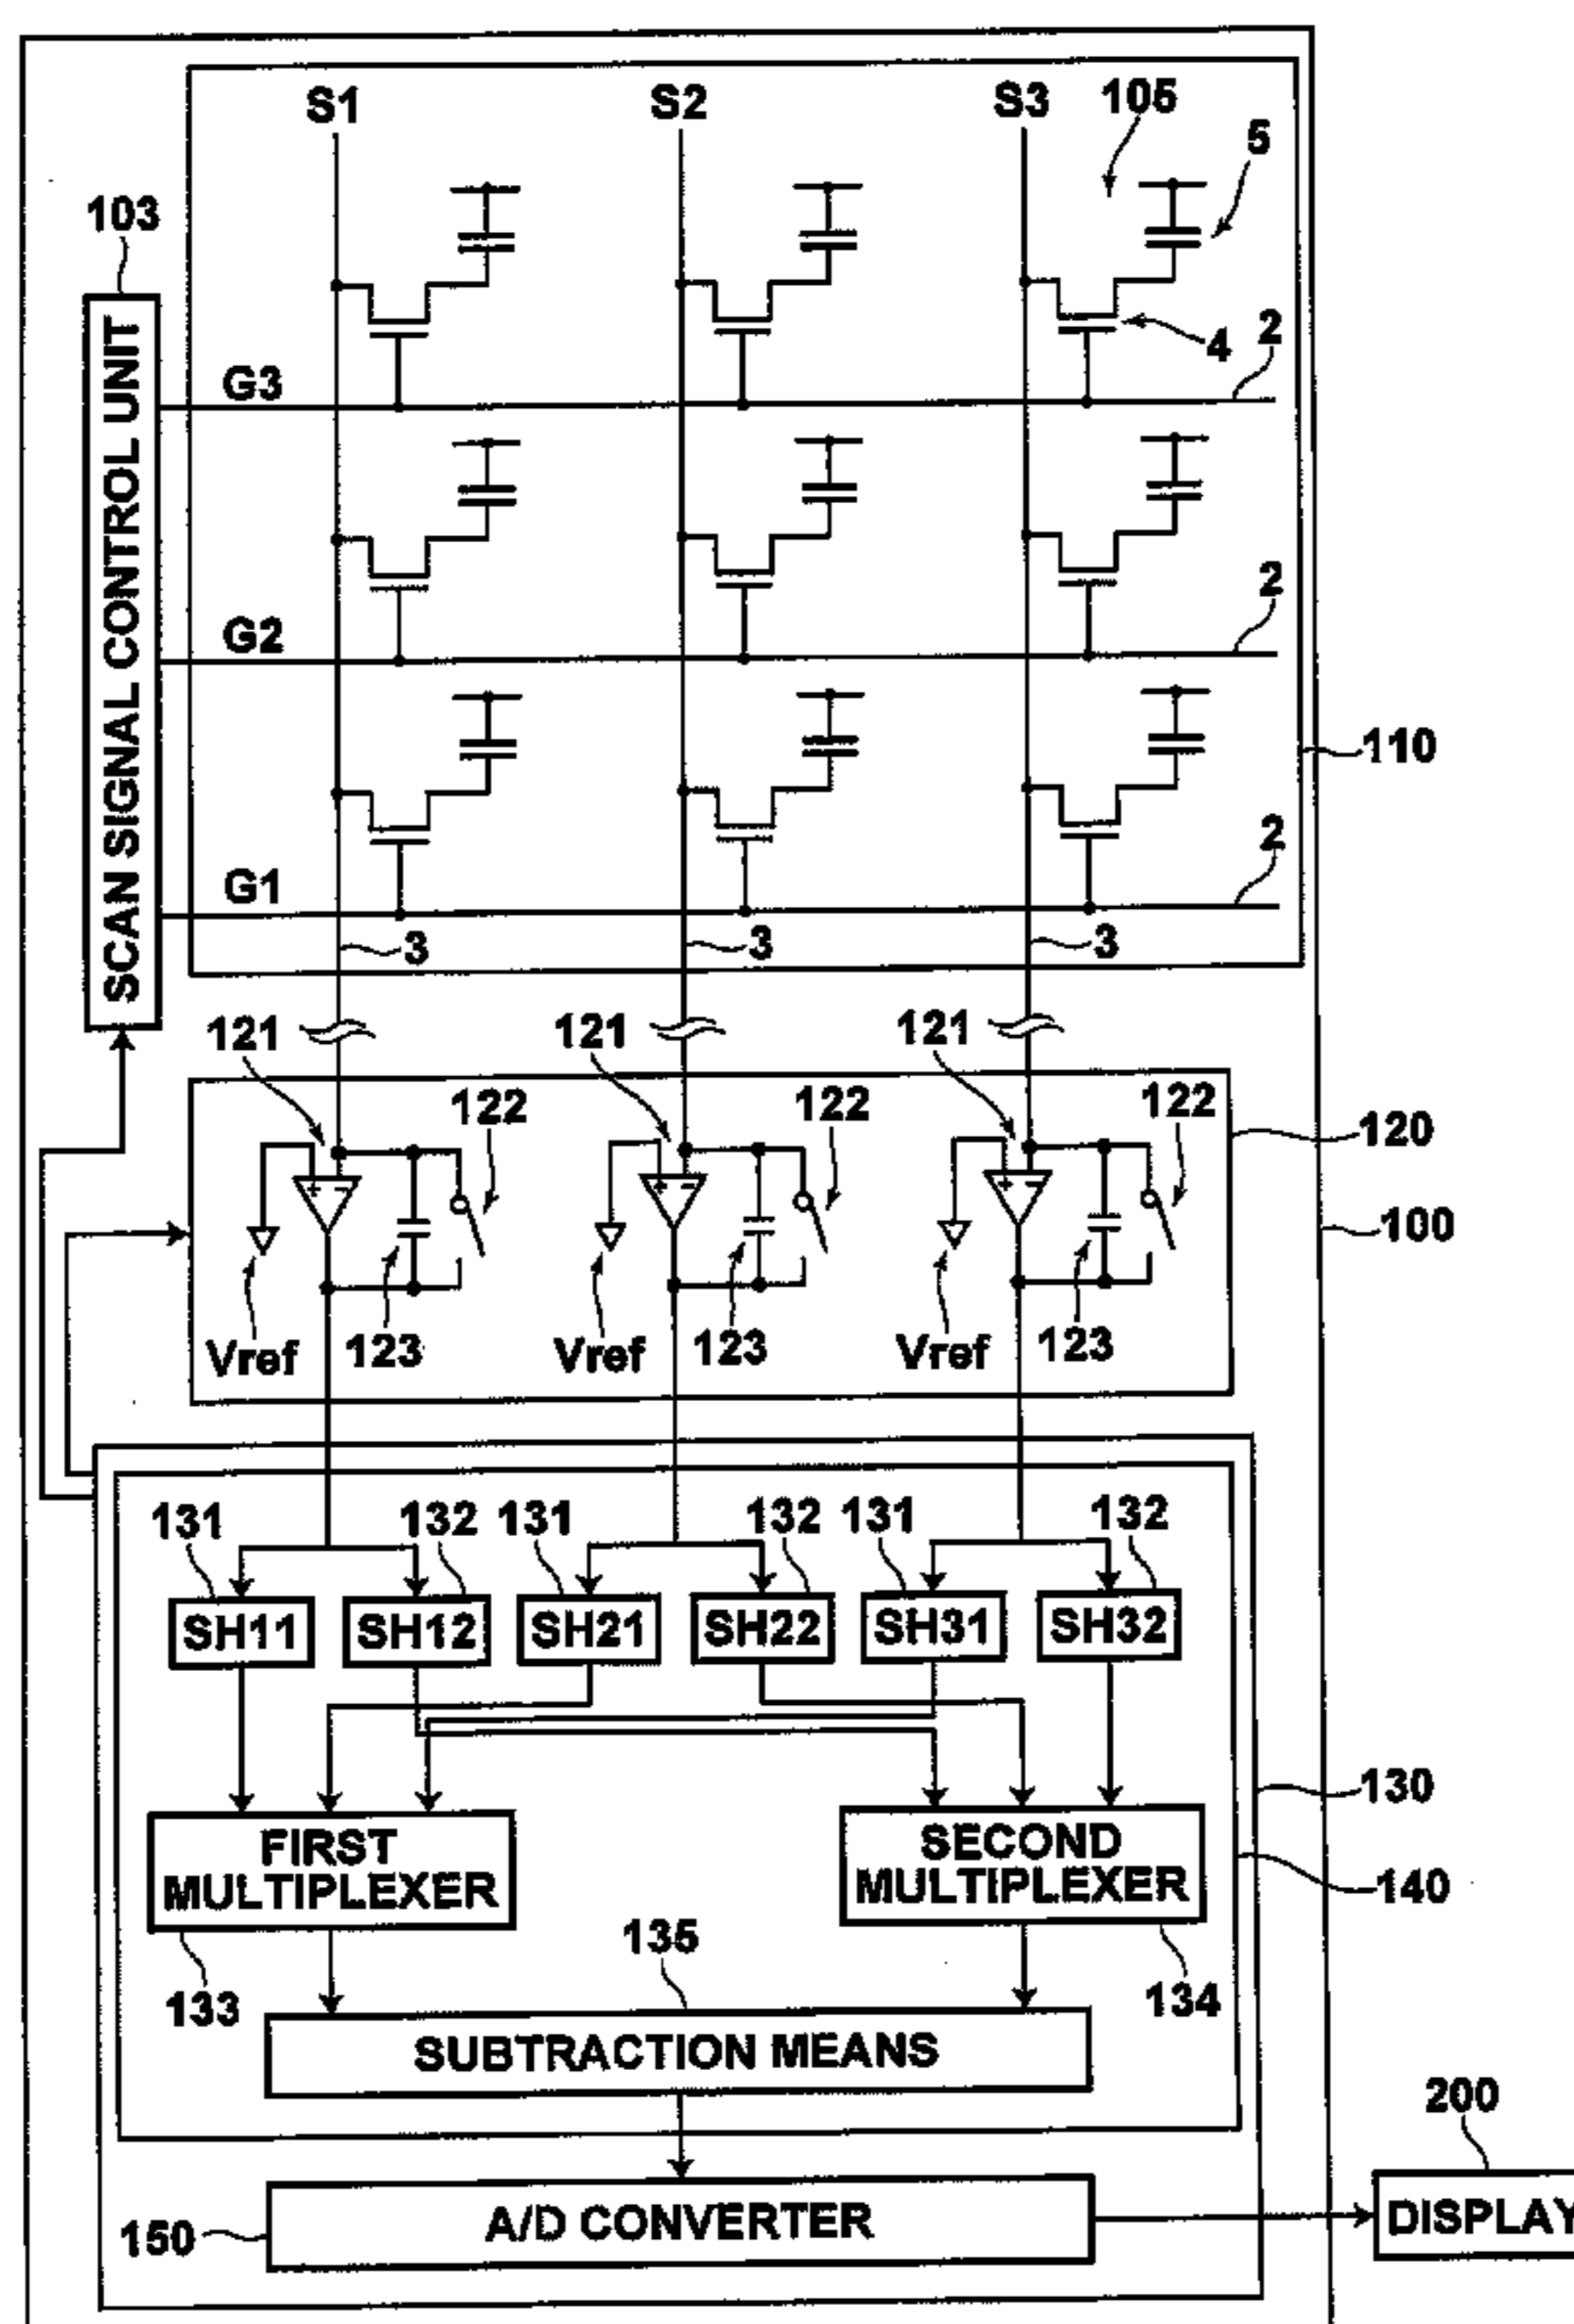 S1 S2 S3 105
5
103
4 2
G3
2
G2
110
2
G1
3 3 3
SCAN SIGNAL CONTROL UNIT
121 121 121
122 122 122
120
+ − + − + −
100
Vref 123 Vref 123 Vref 123
131 132 131 132 131 132
SH11 SH12 SH21 SH22 SH31 SH32
130
FIRST
MULTIPLEXER
SECOND
MULTIPLEXER
140
135
133 134
SUBTRACTION MEANS
200
150 A/D CONVERTER
DISPLAY